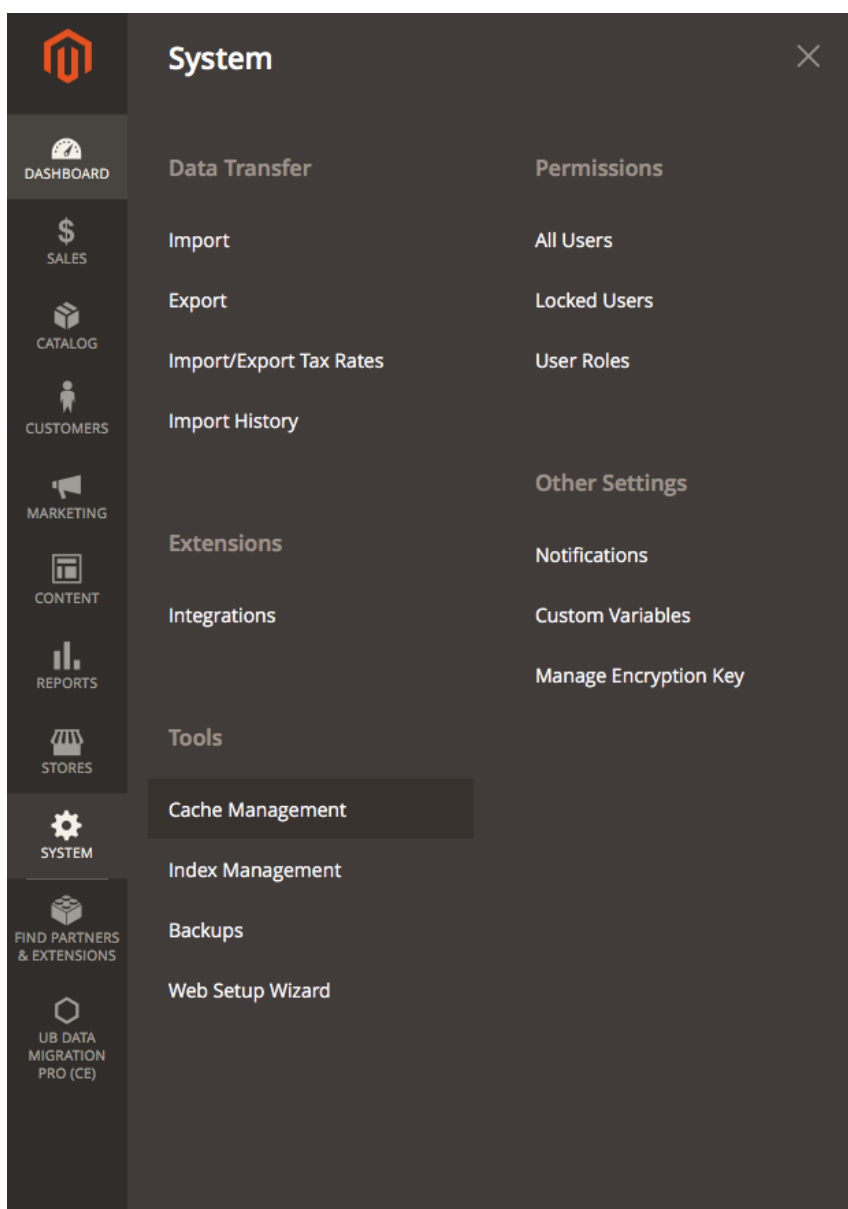 System
DASHBOARD
SALES
CATALOG
CUSTOMERS
MARKETING
CONTENT
REPORTS
STORES
SYSTEM
FIND PARTNERS
& EXTENSIONS
UB DATA
MIGRATION
PRO (CE)
Data Transfer
Import
Export
Import/Export Tax Rates
Import History
Extensions
Integrations
Tools
Cache Management
Index Management
Backups
Web Setup Wizard
Permissions
All Users
Locked Users
User Roles
Other Settings
Notifications
Custom Variables
Manage Encryption Key